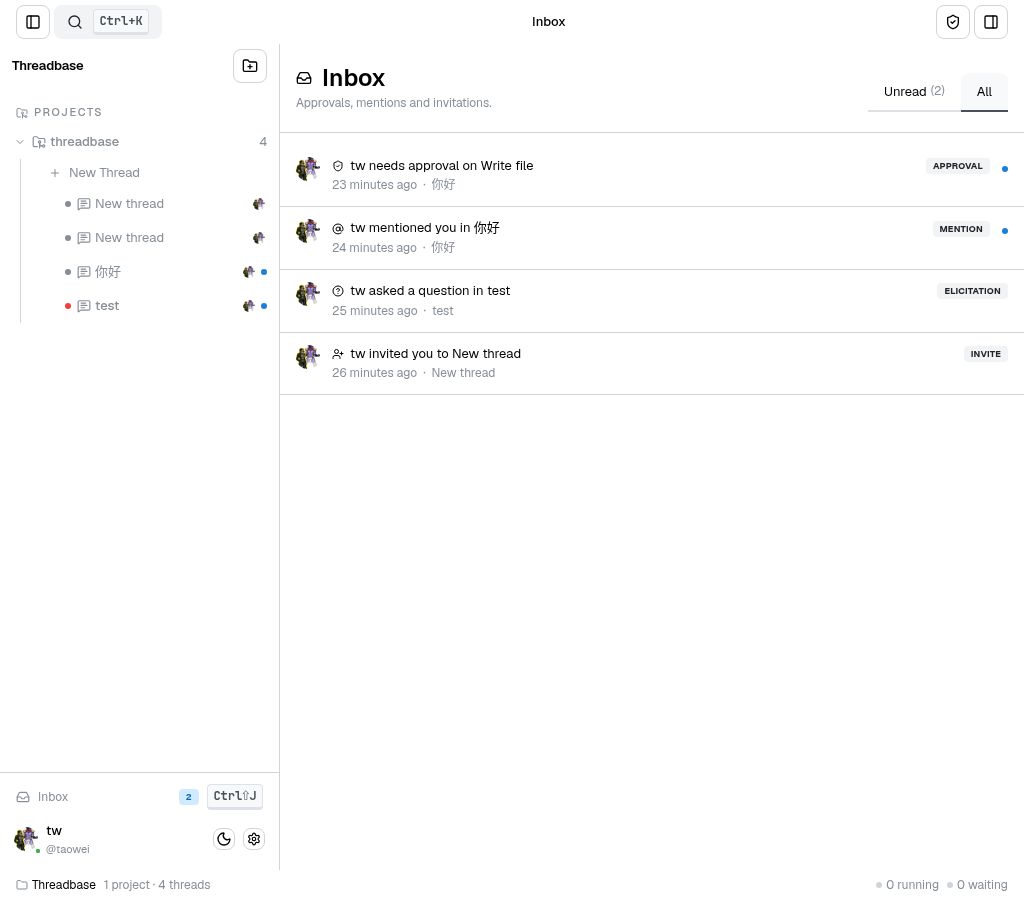 Ctrl+K
Inbox
Threadbase
PROJECTS
threadbase 4
New Thread
New thread
New thread
你好
test
Inbox 2 Ctrl⇧J
tw
@taowei
Inbox
Approvals, mentions and invitations.
Unread (2) All
tw needs approval on Write file APPROVAL
23 minutes ago · 你好
tw mentioned you in 你好 MENTION
24 minutes ago · 你好
tw asked a question in test ELICITATION
25 minutes ago · test
tw invited you to New thread INVITE
26 minutes ago · New thread
Threadbase 1 project · 4 threads
0 running 0 waiting